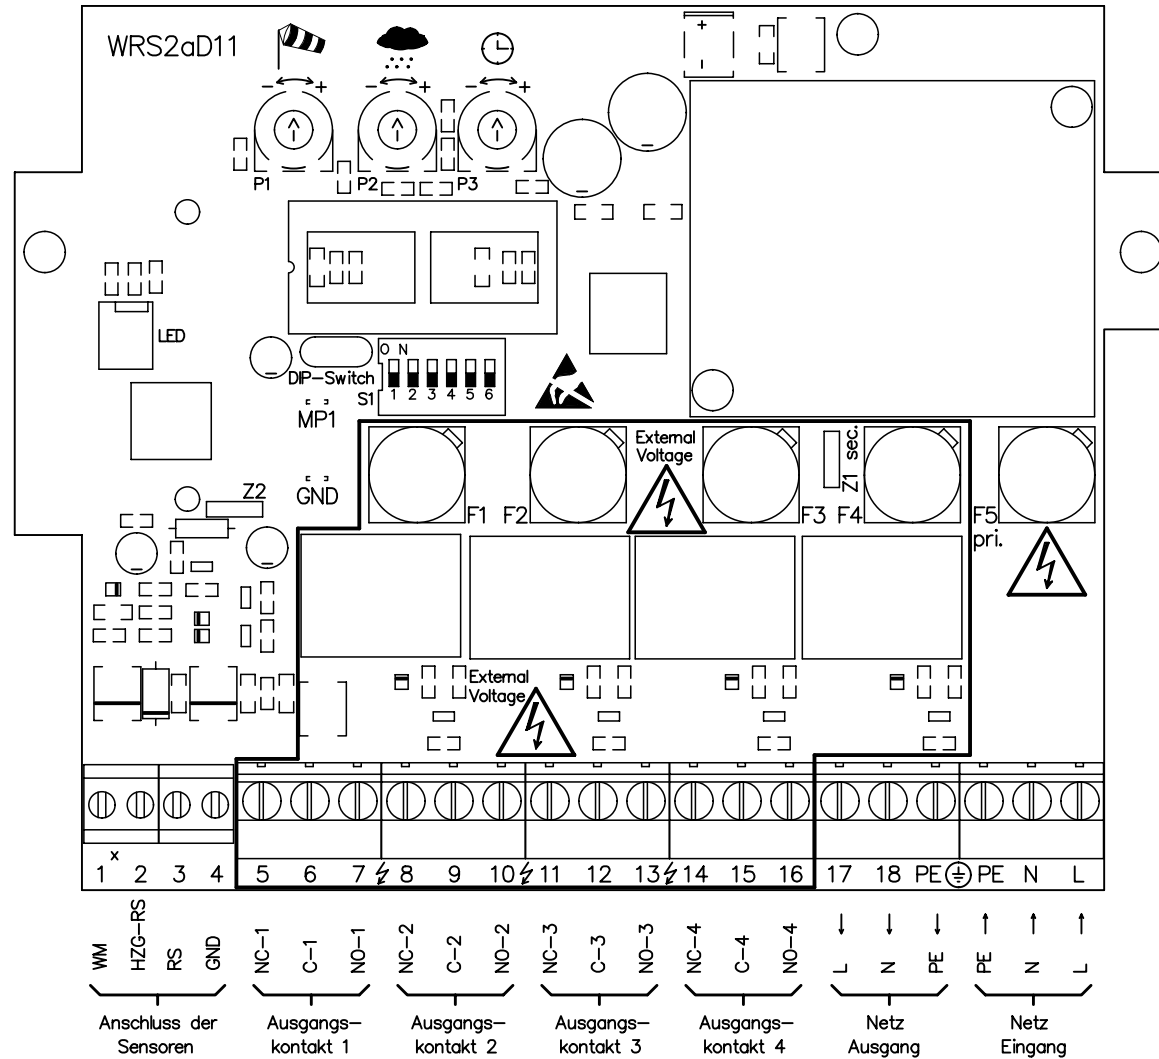 WRS2aD11
+
-
- + - + - +
P1 P2 P3
LED
O N
DIP-Switch
S1
1 2 3 4 5 6
MP1
External
Voltage
Z1 sec.
GND
Z2
F1 F2 F3 F4 F5
pri.
External
Voltage
x
1 2 3 4 5 6 7 8 9 10 11 12 13 14 15 16 17 18 PE PE N L
WM HZG-RS RS GND NC-1 C-1 NO-1 NC-2 C-2 NO-2 NC-3 C-3 NO-3 NC-4 C-4 NO-4 L N PE PE N L
Anschluss der
Sensoren
Ausgangs-
kontakt 1
Ausgangs-
kontakt 2
Ausgangs-
kontakt 3
Ausgangs-
kontakt 4
Netz
Ausgang
Netz
Eingang